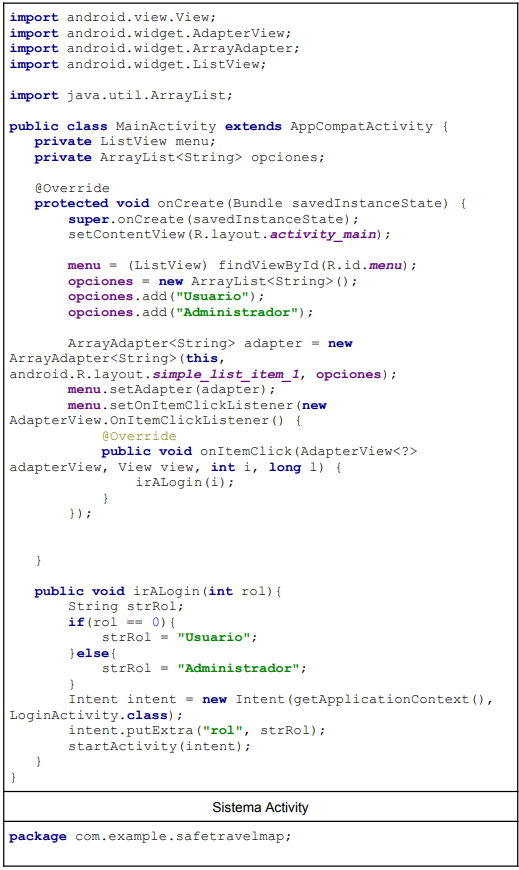 import android.view.View;
import android.widget.AdapterView;
import android.widget.ArrayAdapter;
import android.widget.ListView;
import java.util.ArrayList;
public class MainActivity extends AppCompatActivity {
private ListView menu;
private ArrayList<String> opciones;
@Override
protected void onCreate(Bundle savedInstanceState) {
super.onCreate(savedInstanceState);
setContentView(R.layout.activity_main);
menu = (ListView) findViewById(R.id.menu);
opciones = new ArrayList<String>();
opciones.add("Usuario");
opciones.add("Administrador");
ArrayAdapter<String> adapter = new
ArrayAdapter<String>(this,
android.R.layout.simple_list_item_1, opciones);
menu.setAdapter(adapter);
menu.setOnItemClickListener(new
AdapterView.OnItemClickListener() {
@Override
public void onItemClick(AdapterView<?>
adapterView, View view, int i, long l) {
irALogin(i);
}
});
}
public void irALogin(int rol){
String strRol;
if(rol == 0){
strRol = "Usuario";
}else{
strRol = "Administrador";
}
Intent intent = new Intent(getApplicationContext(),
LoginActivity.class);
intent.putExtra("rol", strRol);
startActivity(intent);
}
}
Sistema Activity
package com.example.safetravelmap;